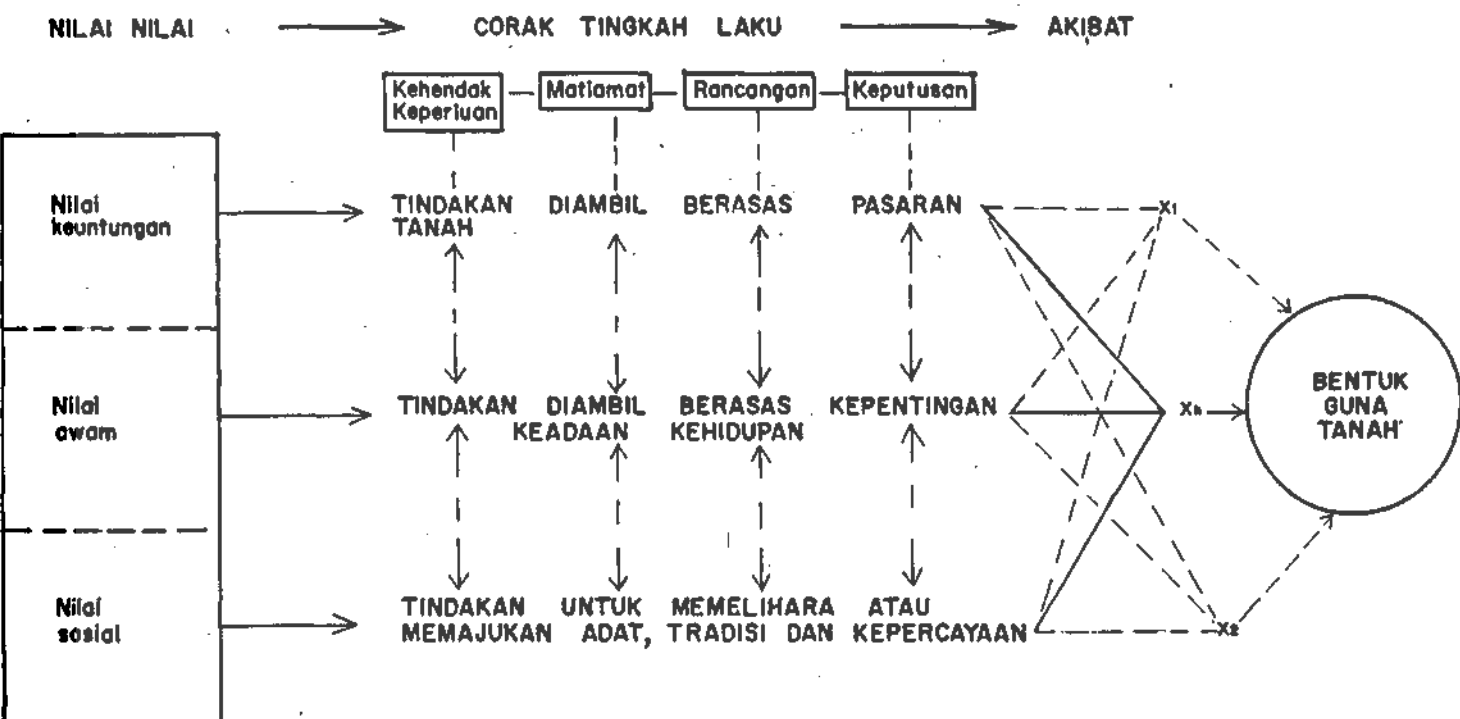 NILAI NILAI CORAK TINGKAH LAKU AKIBAT
Kehendak Keperluan
Matlamat
Rancangan
Keputusan
Nilai
keuntungan
TINDAKAN DIAMBIL BERASAS PASARAN
TANAH
X1
BENTUK
GUNA
TANAH
Nilai
awam
TINDAKAN DIAMBIL BERASAS KEPENTINGAN
KEADAAN KEHIDUPAN
Xn
Nilai
sosial
TINDAKAN UNTUK MEMELIHARA ATAU
MEMAJUKAN ADAT, TRADISI DAN KEPERCAYAAN
X2